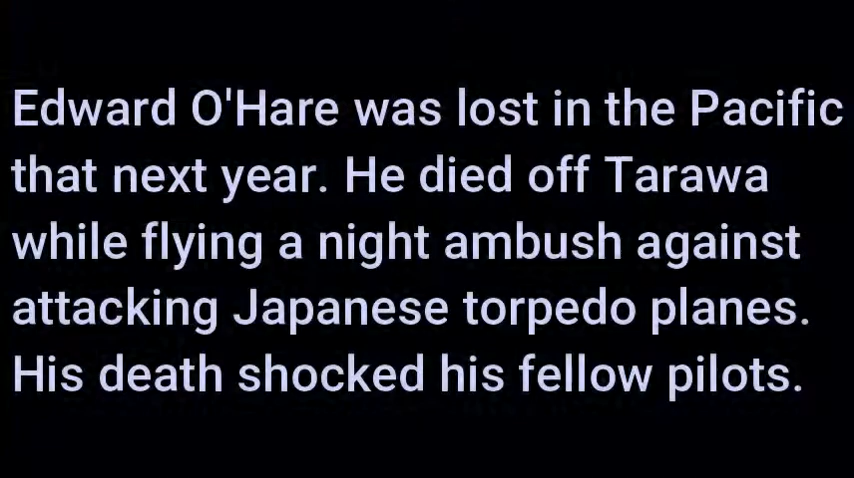 Edward O'Hare was lost in the Pacific
that next year. He died off Tarawa
while flying a night ambush against
attacking Japanese torpedo planes.
His death shocked his fellow pilots.